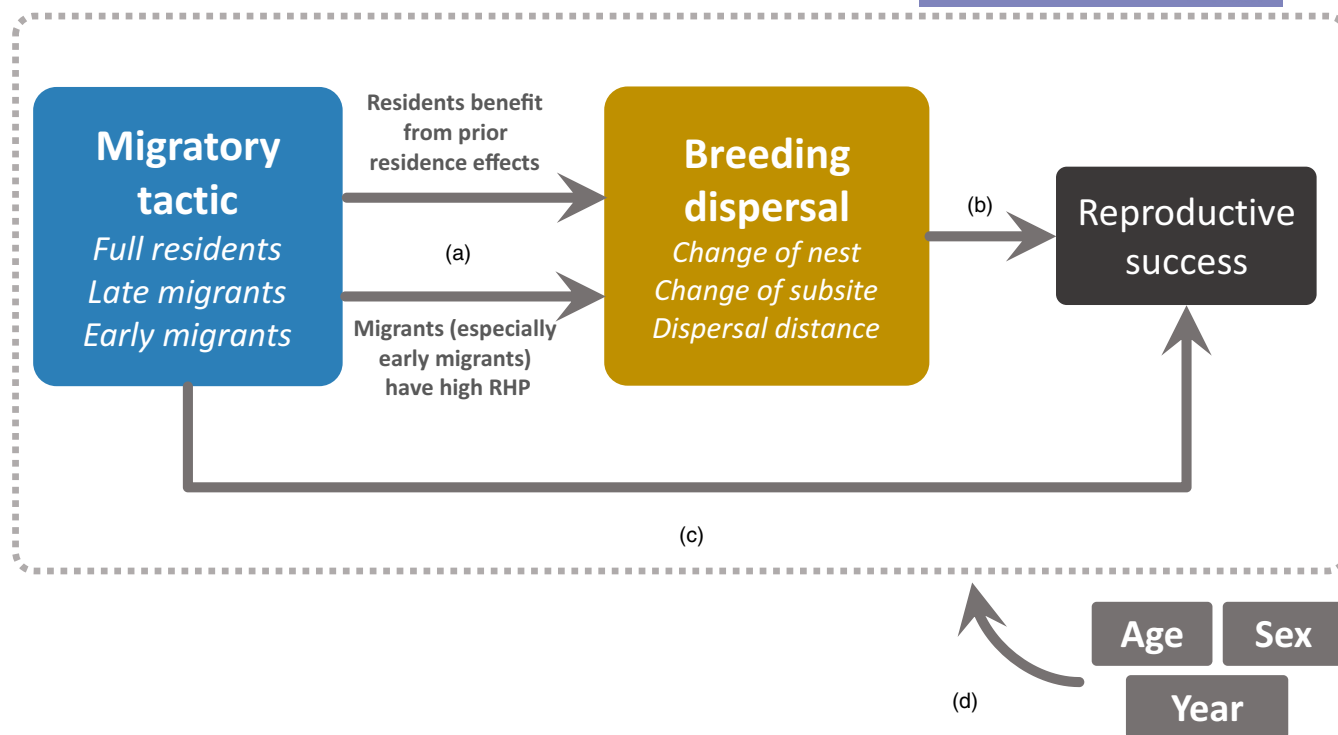 Migratory
tactic
Full residents
Late migrants
Early migrants
Residents benefit
from prior
residence effects
(a)
Migrants (especially
early migrants)
have high RHP
Breeding
dispersal
Change of nest
Change of subsite
Dispersal distance
(b)
Reproductive
success
(c)
(d)
Age
Sex
Year